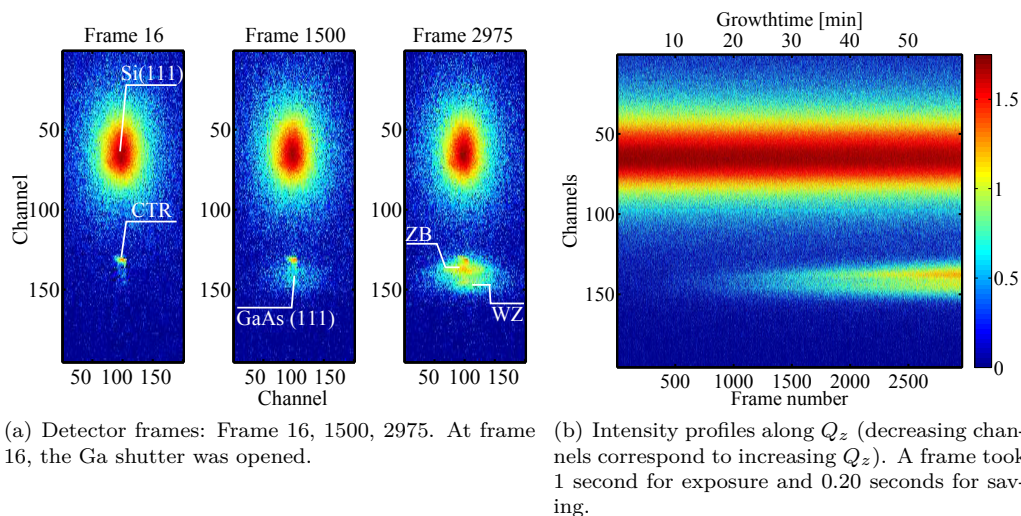 Frame 16 Frame 1500 Frame 2975
Si(111)
50
100
150
Channel
CTR
50 100 150
50
100
150
GaAs (111)
50 100 150
Channel
50
100
150
ZB
WZ
50 100 150
Growthtime [min]
10 20 30 40 50
50
100
150
Channels
500 1000 1500 2000 2500
Frame number
1.5
1
0.5
0
(a) Detector frames: Frame 16, 1500, 2975. At frame
16, the Ga shutter was opened.
(b) Intensity profiles along Qz (decreasing chan-
nels correspond to increasing Qz). A frame took
1 second for exposure and 0.20 seconds for sav-
ing.